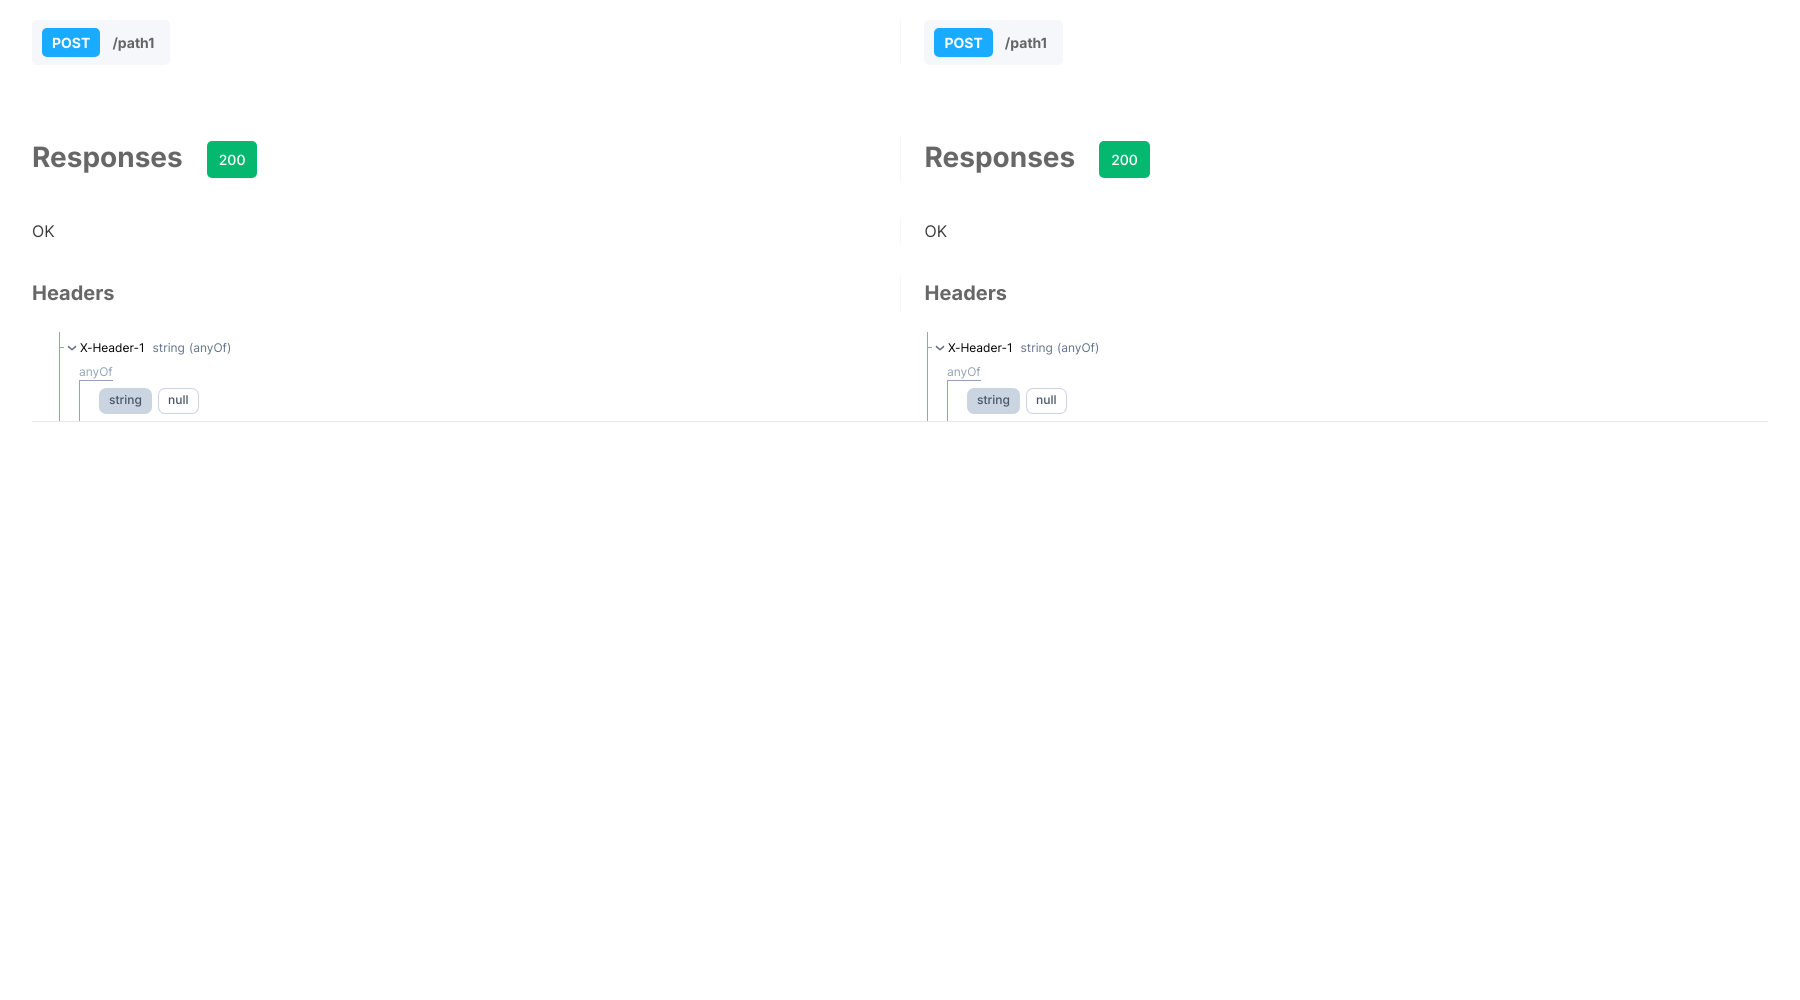 POST /path1 POST /path1
Responses 200 Responses 200
OK OK
Headers Headers
X-Header-1 string (anyOf) X-Header-1 string (anyOf)
anyOf anyOf
string null string null